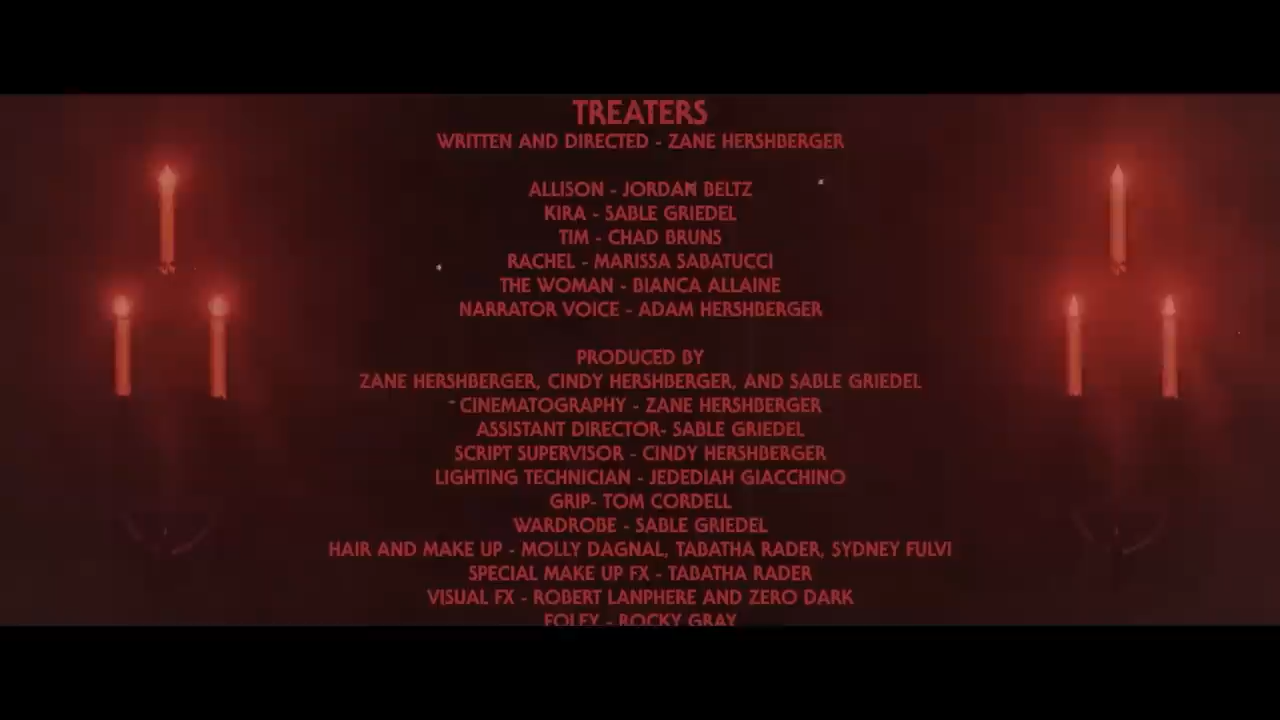 TREATERS
WRITTEN AND DIRECTED - ZANE HERSHBERGER
ALLISON - JORDAN BELTZ
KIRA - SABLE GRIEDEL
TIM - CHAD BRUNS
RACHEL - MARISSA SABATUCCI
THE WOMAN - BIANCA ALLAINE
NARRATOR VOICE - ADAM HERSHBERGER
PRODUCED BY
ZANE HERSHBERGER, CINDY HERSHBERGER, AND SABLE GRIEDEL
CINEMATOGRAPHY - ZANE HERSHBERGER
ASSISTANT DIRECTOR- SABLE GRIEDEL
SCRIPT SUPERVISOR - CINDY HERSHBERGER
LIGHTING TECHNICIAN - JEDEDIAH GIACCHINO
GRIP- TOM CORDELL
WARDROBE - SABLE GRIEDEL
HAIR AND MAKE UP - MOLLY DAGNAL, TABATHA RADER, SYDNEY FULVI
SPECIAL MAKE UP FX - TABATHA RADER
VISUAL FX - ROBERT LANPHERE AND ZERO DARK
FOLEY - ROCKY GRAY